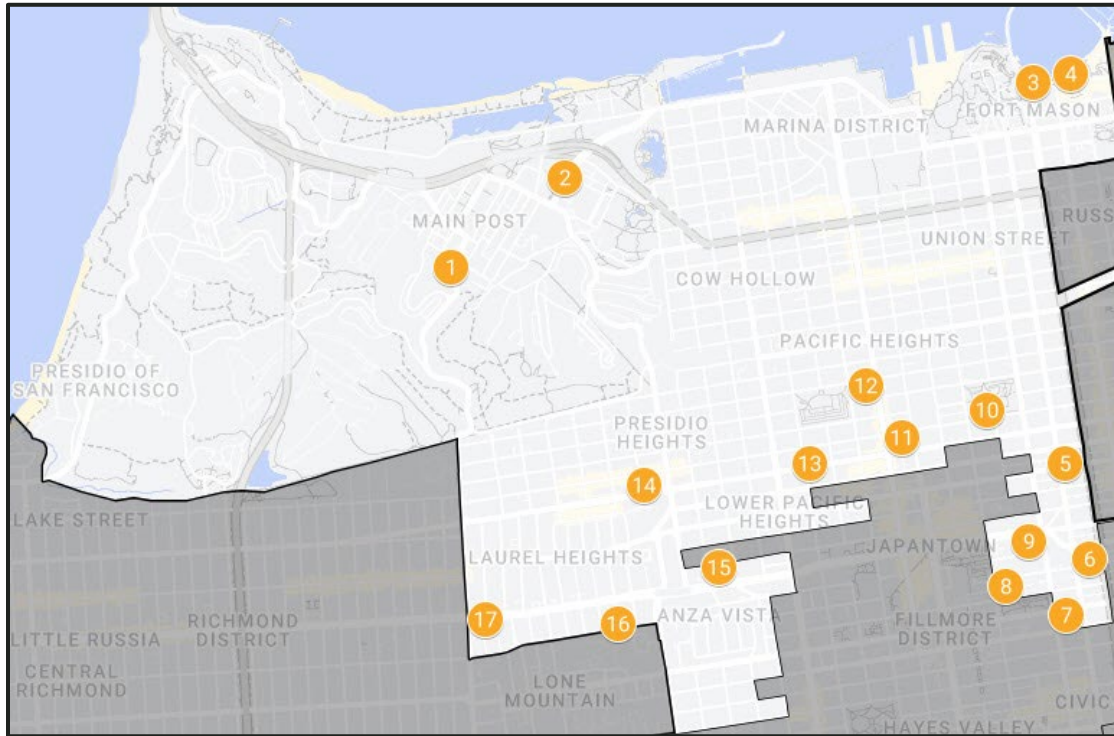 3
4
FORT MASON
MARINA DISTRICT
2
MAIN POST
RUSS
UNION STREET
1
COW HOLLOW
PACIFIC HEIGHTS
PRESIDIO OF
SAN FRANCISCO
12
10
PRESIDIO
HEIGHTS
11
13
5
14
LOWER PACIFIC
HEIGHTS
LAKE STREET
9
JAPANTOWN
LAUREL HEIGHTS
6
15
8
17
16
ANZA VISTA
7
RICHMOND
DISTRICT
FILLMORE
DISTRICT
LITTLE RUSSIA
CENTRAL
RICHMOND
LONE
MOUNTAIN
CIVIC
HAYES VALLEY